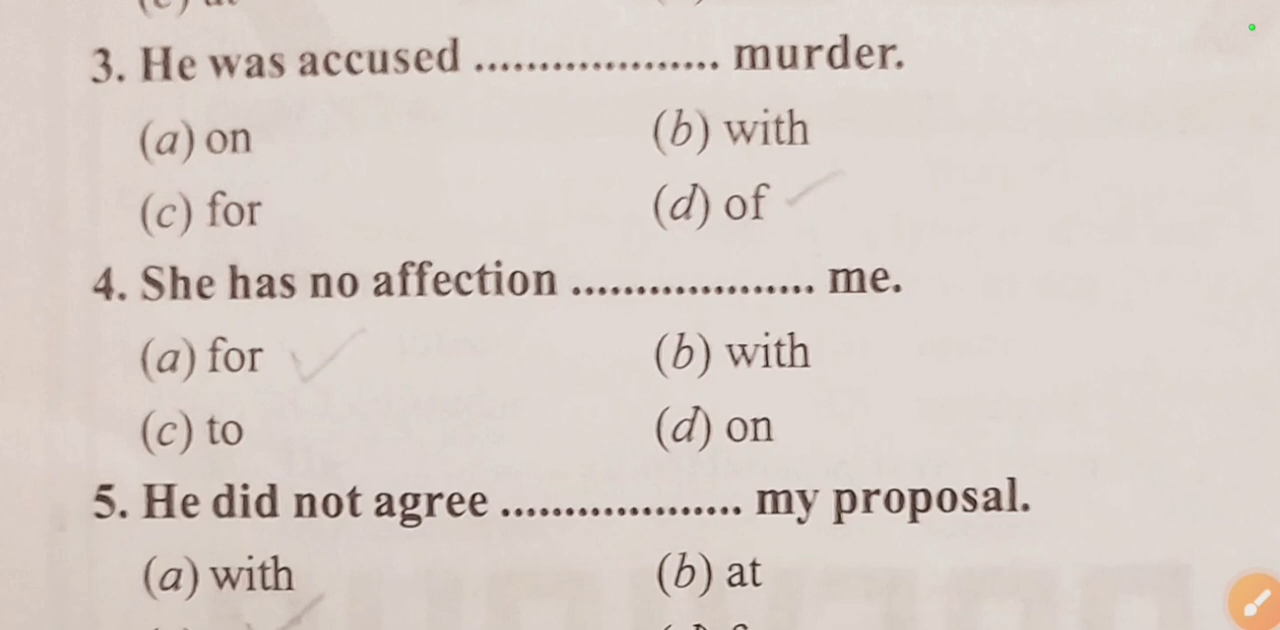 3. He was accused ................... murder.
(a) on (b) with
(c) for (d) of
4. She has no affection ................... me.
(a) for (b) with
(c) to (d) on
5. He did not agree ................... my proposal.
(a) with (b) at